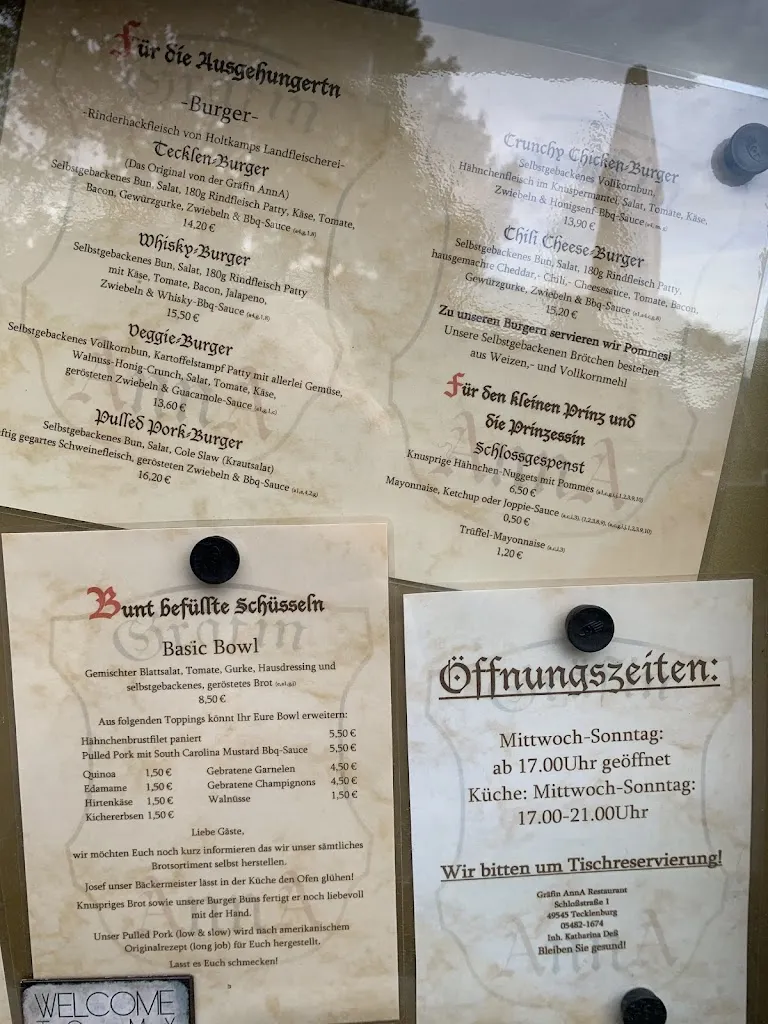 Für die Ausgehungertn
-Burger-
-Rinderhackfleisch von Holtkamps Landfleischerei-
Tecklen-Burger
(Das Original von der Gräfin AnnA)
Selbstgebackenes Bun, Salat, 180g Rindfleisch Patty, Käse, Tomate,
Bacon, Gewürzgurke, Zwiebeln & Bbq-Sauce
14,20 €
Whisky-Burger
Selbstgebackenes Bun, Salat, 180g Rindfleisch Patty
mit Käse, Tomate, Bacon, Jalapeno,
Zwiebeln & Whisky-Bbq-Sauce
15,50 €
Veggie-Burger
Selbstgebackenes Vollkornbun, Kartoffelstampf Patty mit allerlei Gemüse,
Walnuss-Honig-Crunch, Salat, Tomate, Käse,
gerösteten Zwiebeln & Guacamole-Sauce
13,60 €
Pulled Pork-Burger
Selbstgebackenes Bun, Salat, Cole Slaw (Krautsalat)
ftig gegartes Schweinefleisch, gerösteten Zwiebeln & Bbq-Sauce
16,20 €
Crunchy Chicken-Burger
Selbstgebackenes Vollkornbun,
Hähnchenfleisch im Knuspermantel, Salat, Tomate, Käse,
Zwiebeln & Honigsenf-Bbq-Sauce
13,90 €
Chili Cheese-Burger
Selbstgebackenes Bun, Salat, 180g Rindfleisch Patty,
hausgemachte Cheddar,- Chili,- Cheesesauce, Tomate, Bacon,
Gewürzgurke, Zwiebeln & Bbq-Sauce
15,20 €
Zu unseren Burgern servieren wir Pommes!
Unsere Selbstgebackenen Brötchen bestehen
aus Weizen,- und Vollkornmehl
Für den kleinen Prinz und
die Prinzessin
Schlossgespenst
Knusprige Hähnchen-Nuggets mit Pommes
6,50 €
Mayonnaise, Ketchup oder Joppie-Sauce
0,50 €
Trüffel-Mayonnaise
1,20 €
Bunt befüllte Schüsseln
Basic Bowl
Gemischter Blattsalat, Tomate, Gurke, Hausdressing und
selbstgebackenes, geröstetes Brot
8,50 €
Aus folgenden Toppings könnt Ihr Eure Bowl erweitern:
Hähnchenbrustfilet paniert 5,50 €
Pulled Pork mit South Carolina Mustard Bbq-Sauce 5,50 €
Quinoa 1,50 € Gebratene Garnelen 4,50 €
Edamame 1,50 € Gebratene Champignons 4,50 €
Hirtenkäse 1,50 € Walnüsse 1,50 €
Kichererbsen 1,50 €
Liebe Gäste,
wir möchten Euch noch kurz informieren das wir unser sämtliches
Brotsortiment selbst herstellen.
Josef unser Bäckermeister lässt in der Küche den Ofen glühen!
Knuspriges Brot sowie unsere Burger Buns fertigt er noch liebevoll
mit der Hand.
Unser Pulled Pork (low & slow) wird nach amerikanischem
Originalrezept (long job) für Euch hergestellt.
Lasst es Euch schmecken!
Öffnungszeiten:
Mittwoch-Sonntag:
ab 17.00Uhr geöffnet
Küche: Mittwoch-Sonntag:
17.00-21.00Uhr
Wir bitten um Tischreservierung!
Gräfin AnnA Restaurant
Schloßstraße 1
49545 Tecklenburg
05482-1674
Inh. Katharina Deß
Bleiben Sie gesund!
WELCOME